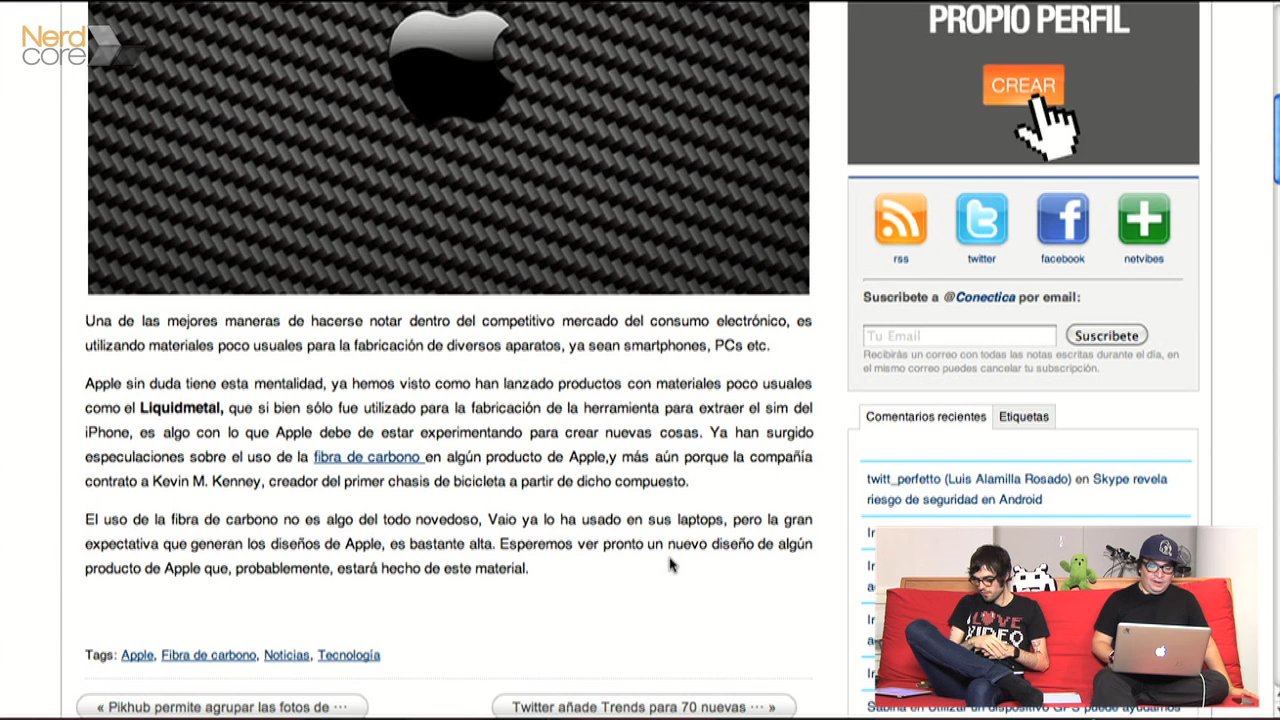 Nerd
core
PROPIO PERFIL
CREAR
rss
twitter
facebook
netvibes
Suscribete a @Conectica por email:
Tu Email
Suscribete
Recibirás un correo con todas las notas escritas durante el día, en
el mismo correo puedes cancelar tu subscripción.
Una de las mejores maneras de hacerse notar dentro del competitivo mercado del consumo electrónico, es
utilizando materiales poco usuales para la fabricación de diversos aparatos, ya sean smartphones, PCs etc.
Apple sin duda tiene esta mentalidad, ya hemos visto como han lanzado productos con materiales poco usuales
como el Liquidmetal, que si bien sólo fue utilizado para la fabricación de la herramienta para extraer el sim del
iPhone, es algo con lo que Apple debe de estar experimentando para crear nuevas cosas. Ya han surgido
especulaciones sobre el uso de la fibra de carbono en algún producto de Apple,y más aún porque la compañía
contrato a Kevin M. Kenney, creador del primer chasis de bicicleta a partir de dicho compuesto.
El uso de la fibra de carbono no es algo del todo novedoso, Vaio ya lo ha usado en sus laptops, pero la gran
expectativa que generan los diseños de Apple, es bastante alta. Esperemos ver pronto un nuevo diseño de algún
producto de Apple que, probablemente, estará hecho de este material.
Tags: Apple, Fibra de carbono, Noticias, Tecnología
« Pikhub permite agrupar las fotos de ···
Twitter añade Trends para 70 nuevas ··· »
Comentarios recientes
Etiquetas
twitt_perfetto (Luis Alamilla Rosado) en Skype revela
riesgo de seguridad en Android
I LOVE
VIDEO
Sabina en Utilizar un dispositivo GPS puede ayudarnos